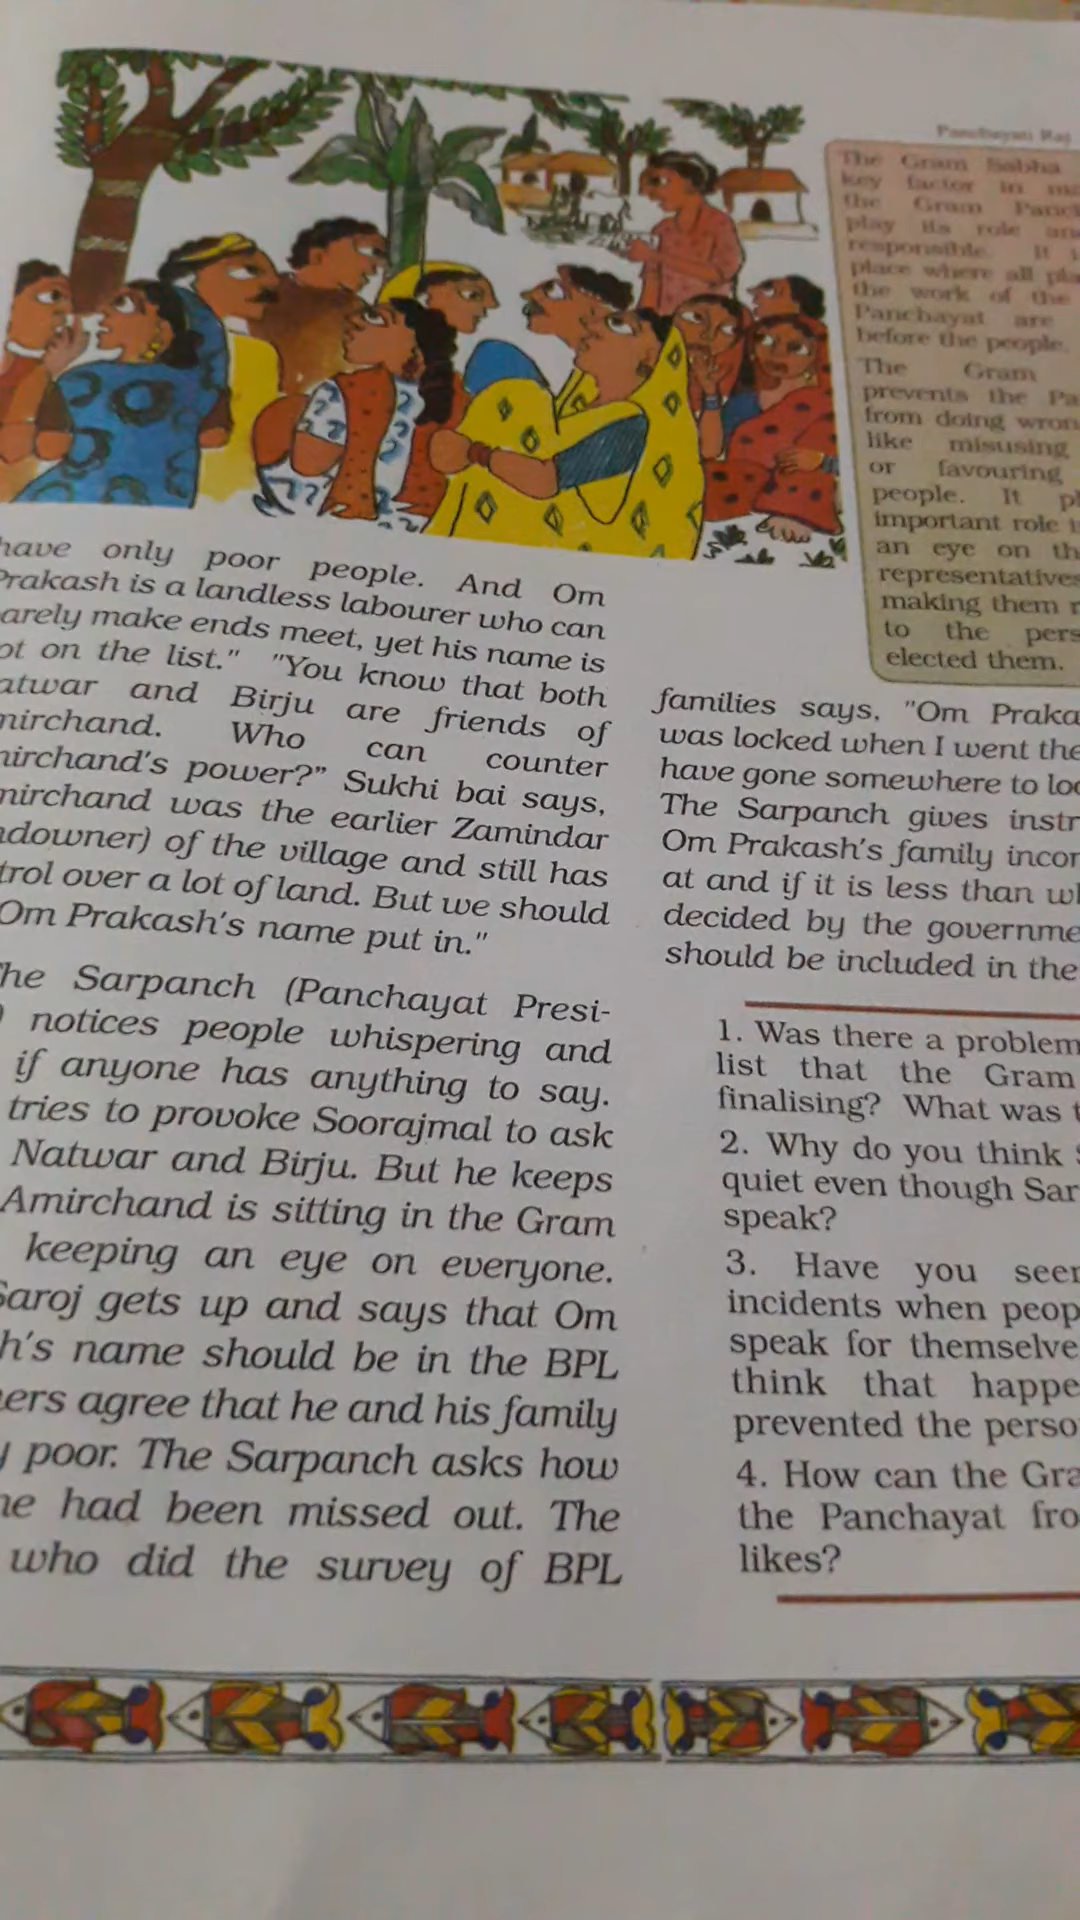 Panchayati Raj
The Gram Sabha
key factor in
the Gram
play its role
responsible. It
place where all
the work of the
Panchayat are
before the people.
The Gram
prevents the
from doing
like misusing
or favouring
people. It
important role
an eye on
representatives
making them
to the
elected them.
have only poor people. And Om
Prakash is a landless labourer who can
arely make ends meet, yet his name is
ot on the list." "You know that both
atwar and Birju are friends of
mirchand. Who can counter
mirchand's power?" Sukhi bai says,
mirchand was the earlier Zamindar
ndowner) of the village and still has
trol over a lot of land. But we should
Om Prakash's name put in."
The Sarpanch (Panchayat Presi-
) notices people whispering and
if anyone has anything to say.
tries to provoke Soorajmal to ask
Natwar and Birju. But he keeps
Amirchand is sitting in the Gram
keeping an eye on everyone.
Saroj gets up and says that Om
h's name should be in the BPL
ers agree that he and his family
y poor. The Sarpanch asks how
me had been missed out. The
who did the survey of BPL
families says, "Om Praka
was locked when I went the
have gone somewhere to loo
The Sarpanch gives instr
Om Prakash's family incom
at and if it is less than wh
decided by the governme
should be included in the
1. Was there a problem
list that the Gram
finalising? What was t
2. Why do you think S
quiet even though Sar
speak?
3. Have you seen
incidents when peop
speak for themselve
think that happe
prevented the perso
4. How can the Gra
the Panchayat fro
likes?